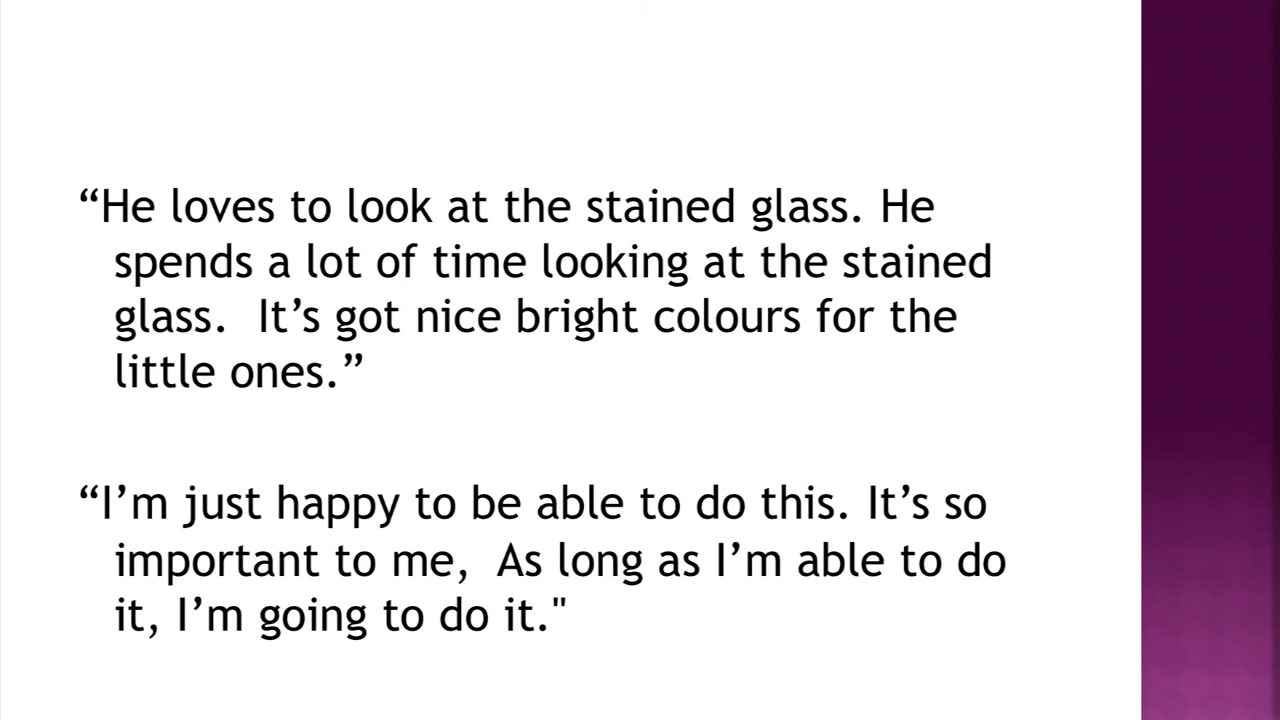 “He loves to look at the stained glass. He
spends a lot of time looking at the stained
glass.  It’s got nice bright colours for the
little ones.”
“I’m just happy to be able to do this. It’s so
important to me,  As long as I’m able to do
it, I’m going to do it."